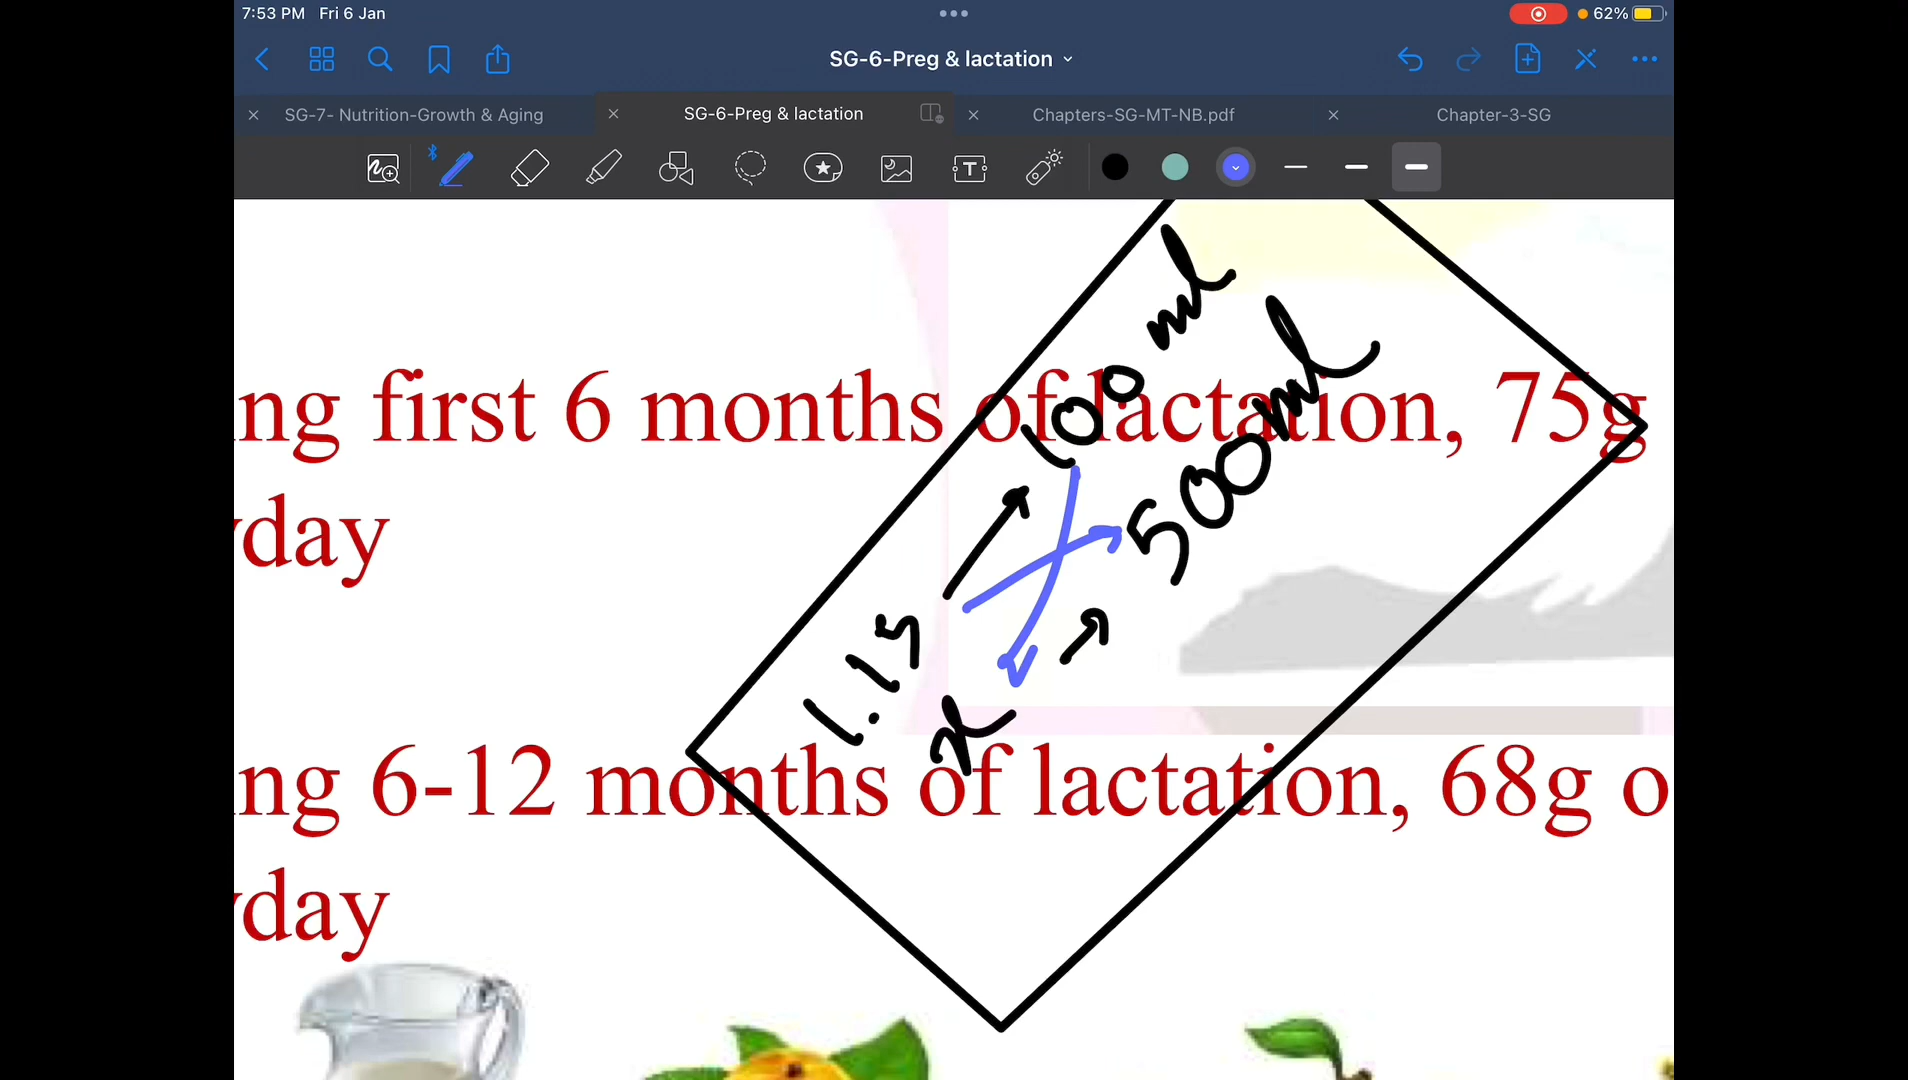 7:53 PM Fri 6 Jan
62%
SG-6-Preg & lactation
SG-7- Nutrition-Growth & Aging
SG-6-Preg & lactation
Chapters-SG-MT-NB.pdf
Chapter-3-SG
T
100 ml
ng first 6 months of lactation, 75g
500ml
yday
1.15
x
ng 6-12 months of lactation, 68g o
yday